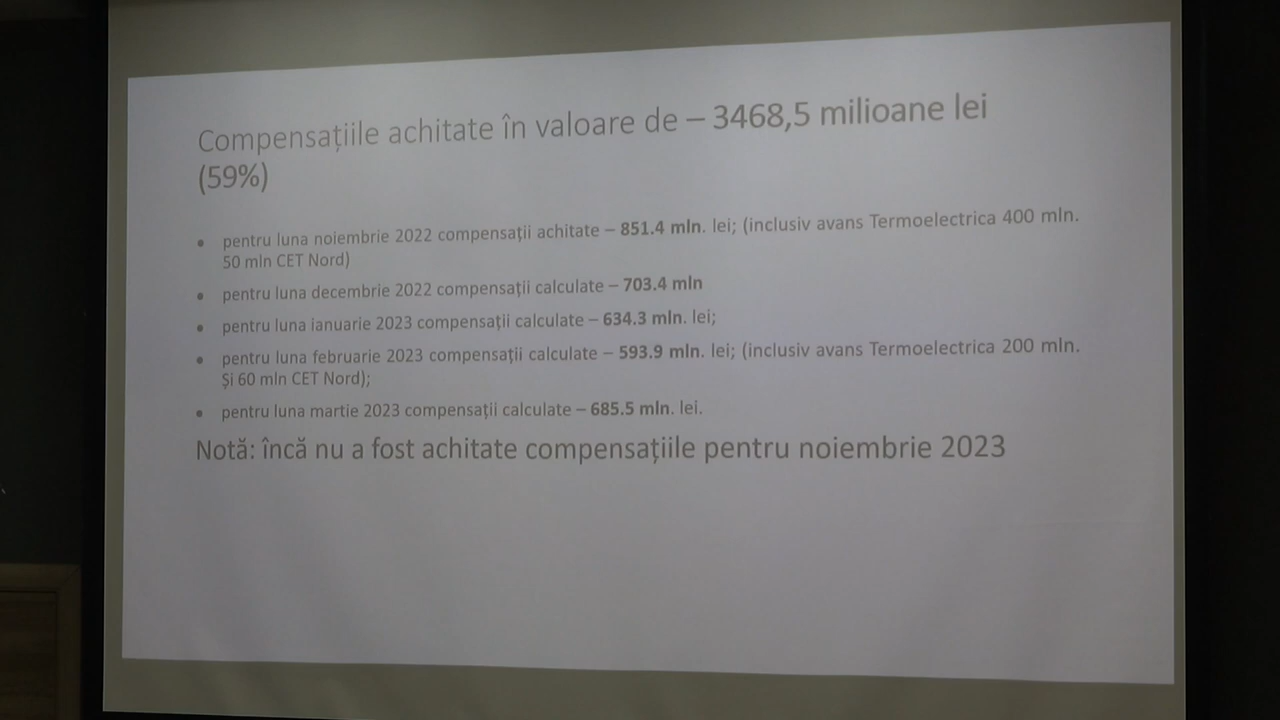 Compensațiile achitate în valoare de – 3468,5 milioane lei
(59%)
• pentru luna noiembrie 2022 compensații achitate – 851.4 mln. lei; (inclusiv avans Termoelectrica 400 mln.
50 mln CET Nord)
• pentru luna decembrie 2022 compensații calculate – 703.4 mln
• pentru luna ianuarie 2023 compensații calculate – 634.3 mln. lei;
• pentru luna februarie 2023 compensații calculate – 593.9 mln. lei; (inclusiv avans Termoelectrica 200 mln.
Și 60 mln CET Nord);
• pentru luna martie 2023 compensații calculate – 685.5 mln. lei.
Notă: încă nu a fost achitate compensațiile pentru noiembrie 2023